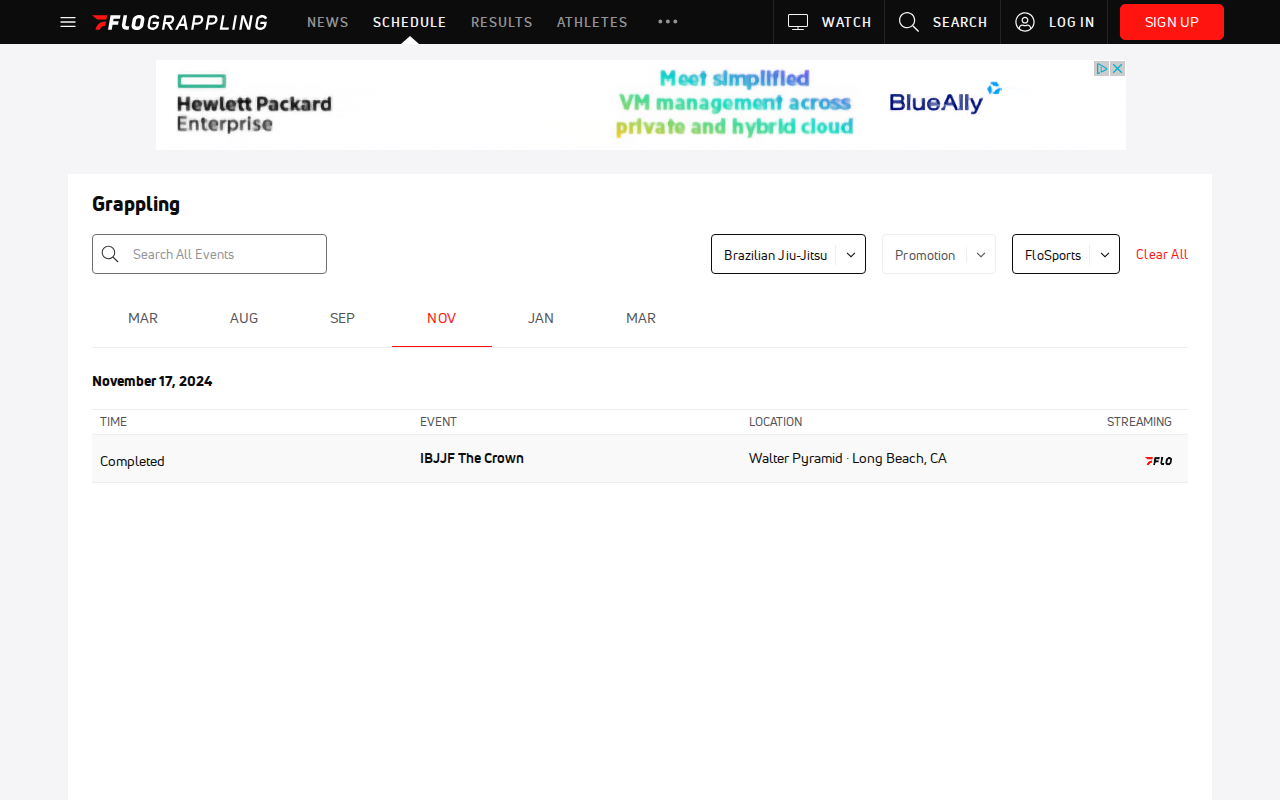 FLOGRAPPLING NEWS SCHEDULE RESULTS ATHLETES WATCH SEARCH LOG IN SIGN UP
Hewlett Packard
Enterprise
Meet simplified
VM management across
private and hybrid cloud
BlueAlly
Grappling
Search All Events Brazilian Jiu-Jitsu Promotion FloSports Clear All
MAR AUG SEP NOV JAN MAR
November 17, 2024
TIME EVENT LOCATION STREAMING
Completed IBJJF The Crown Walter Pyramid · Long Beach, CA FLO